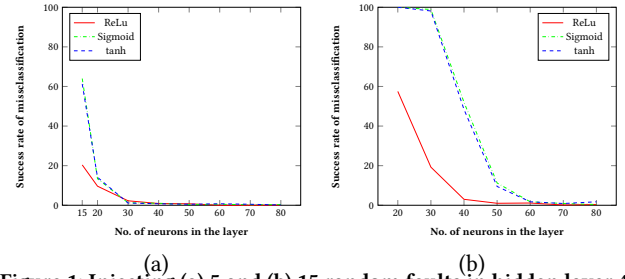 100
80
60
40
20
0
Success rate of missclassification
ReLu
Sigmoid
tanh
15 20 30 40 50 60 70 80
No. of neurons in the layer
(a)
100
80
60
40
20
0
Success rate of missclassification
ReLu
Sigmoid
tanh
20 30 40 50 60 70 80
No. of neurons in the layer
(b)
Figure 1: Injecting (a) 5 and (b) 15 random faults in hidden layer